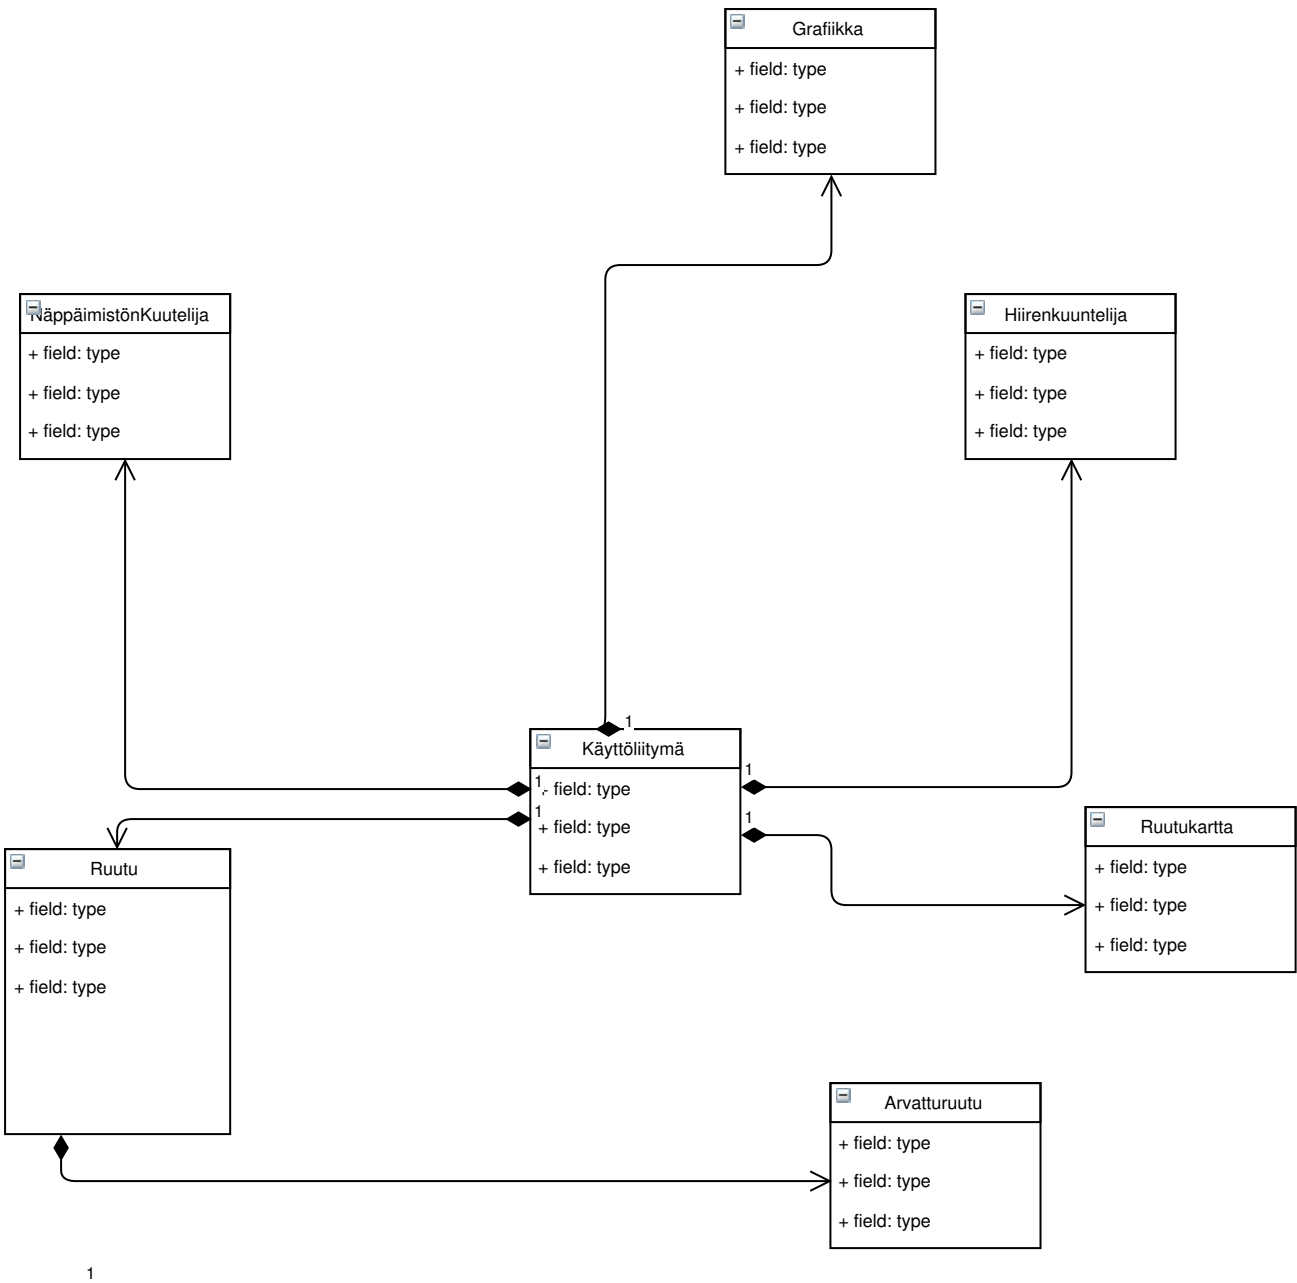 Grafiikka
+ field: type
+ field: type
+ field: type
NäppäimistönKuutelija
+ field: type
+ field: type
+ field: type
Hiirenkuuntelija
+ field: type
+ field: type
+ field: type
1
Käyttöliitymä
1
+ field: type
1
+ field: type
+ field: type
1
1
Ruutukartta
+ field: type
+ field: type
+ field: type
Ruutu
+ field: type
+ field: type
+ field: type
Arvatturuutu
+ field: type
+ field: type
+ field: type
1